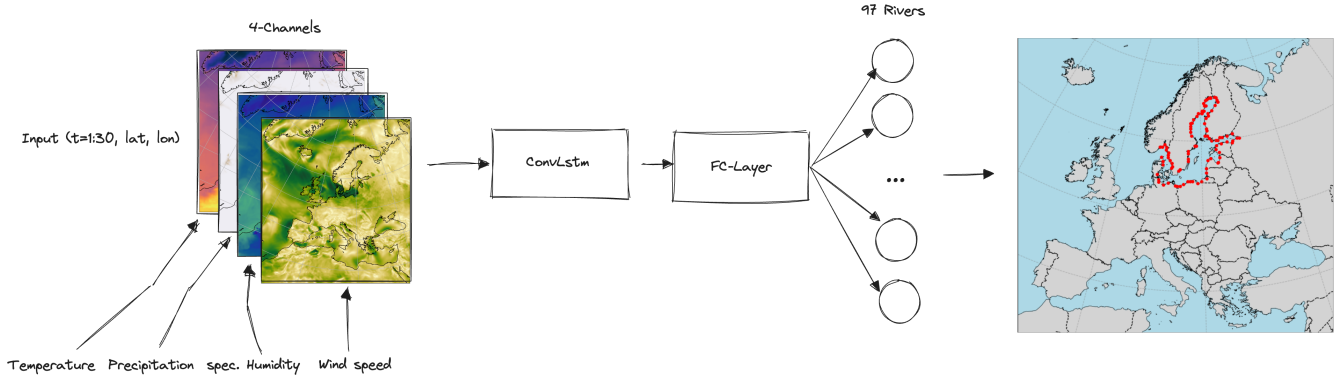 97 Rivers
4-Channels
Input (t=1:30, lat, lon)
ConvLstm
FC-Layer
...
Temperature Precipitation spec. Humidity Wind speed